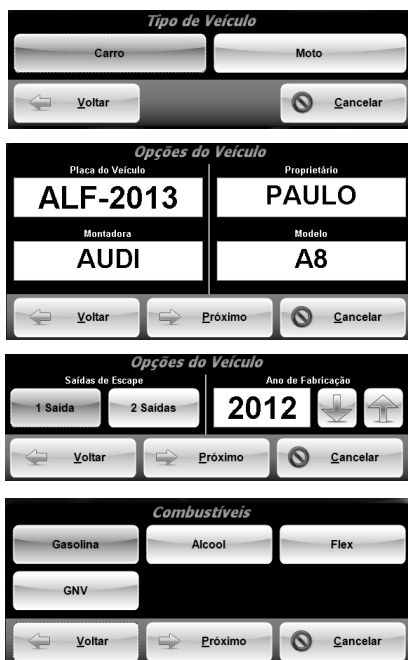 Tipo de Veículo
Carro Moto
Voltar Cancelar
Opções do Veículo
Placa do Veículo Proprietário
ALF-2013 PAULO
Montadora Modelo
AUDI A8
Voltar Próximo Cancelar
Opções do Veículo
Saídas de Escape Ano de Fabricação
1 Saída 2 Saídas 2012
Voltar Próximo Cancelar
Combustíveis
Gasolina Álcool Flex
GNV
Voltar Próximo Cancelar